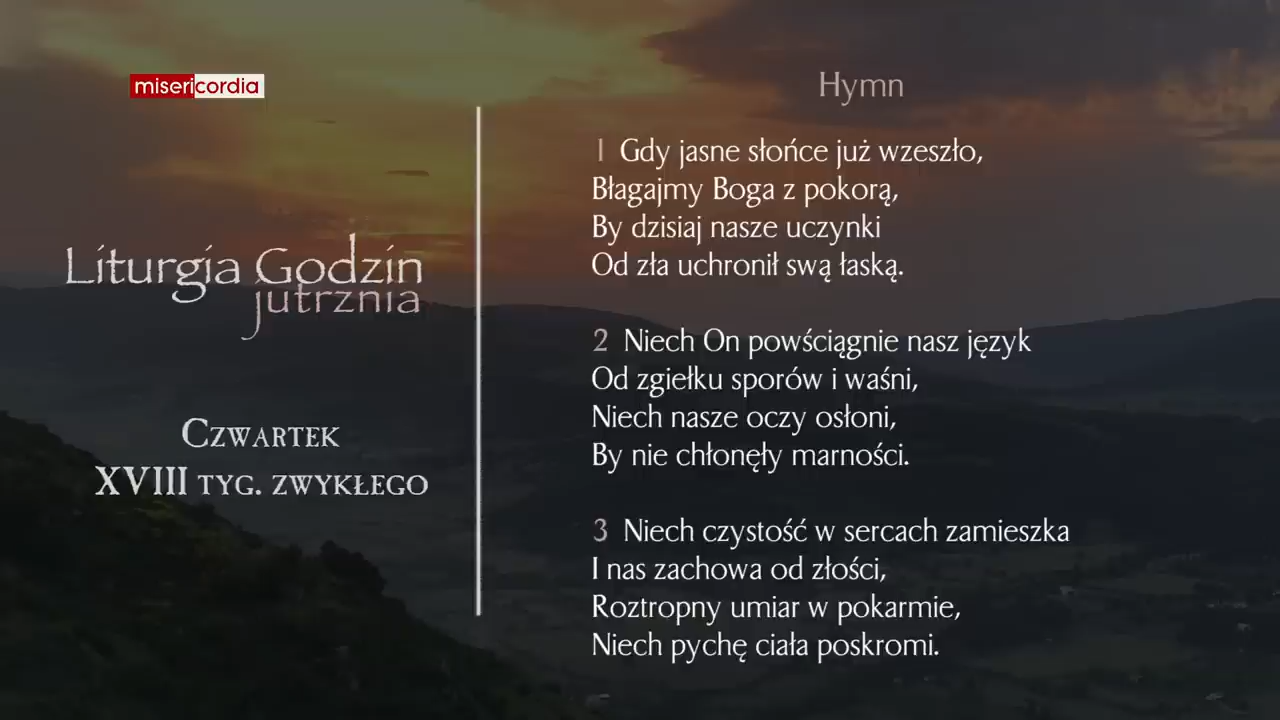 misericordia
Liturgia Godzin
jutrznia
Czwartek
XVIII tyg. zwykłego
Hymn
1 Gdy jasne słońce już wzeszło,
Błagajmy Boga z pokorą,
By dzisiaj nasze uczynki
Od zła uchronił swą łaską.
2 Niech On powściągnie nasz język
Od zgiełku sporów i waśni,
Niech nasze oczy osłoni,
By nie chłonęły marności.
3 Niech czystość w sercach zamieszka
I nas zachowa od złości,
Roztropny umiar w pokarmie,
Niech pychę ciała poskromi.